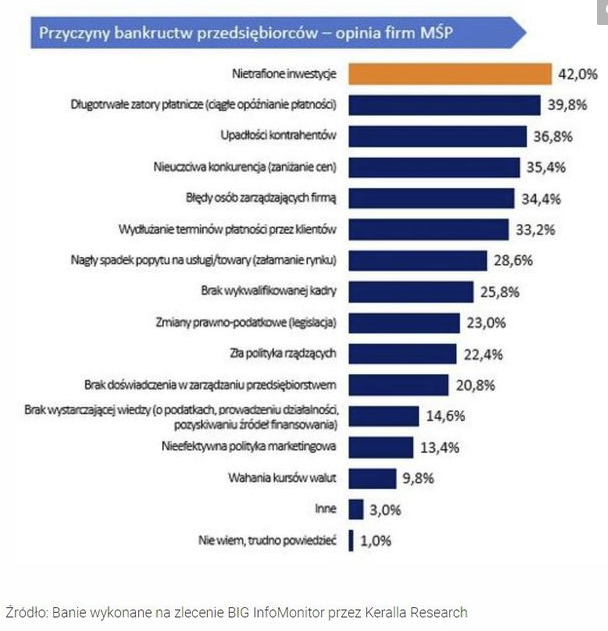 Przyczyny bankructw przedsiębiorców – opinia firm MŚP
Nietrafione inwestycje 42,0%
Długotrwałe zatory płatnicze (ciągłe opóźnianie płatności) 39,8%
Upadłości kontrahentów 36,8%
Nieuczciwa konkurencja (zaniżanie cen) 35,4%
Błędy osób zarządzających firmą 34,4%
Wydłużanie terminów płatności przez klientów 33,2%
Nagły spadek popytu na usługi/towary (załamanie rynku) 28,6%
Brak wykwalifikowanej kadry 25,8%
Zmiany prawno-podatkowe (legislacja) 23,0%
Zła polityka rządzących 22,4%
Brak doświadczenia w zarządzaniu przedsiębiorstwem 20,8%
Brak wystarczającej wiedzy (o podatkach, prowadzeniu działalności,
pozyskiwaniu źródeł finansowania) 14,6%
Nieefektywna polityka marketingowa 13,4%
Wahania kursów walut 9,8%
Inne 3,0%
Nie wiem, trudno powiedzieć 1,0%
Źródło: Banie wykonane na zlecenie BIG InfoMonitor przez Keralla Research